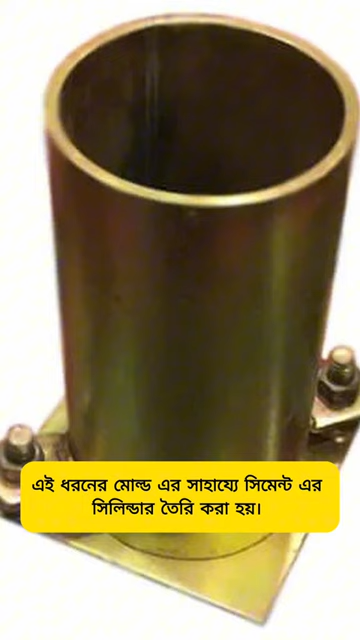 এই ধরনের মোল্ড এর সাহায্যে সিমেন্ট এর
সিলিন্ডার তৈরি করা হয়।